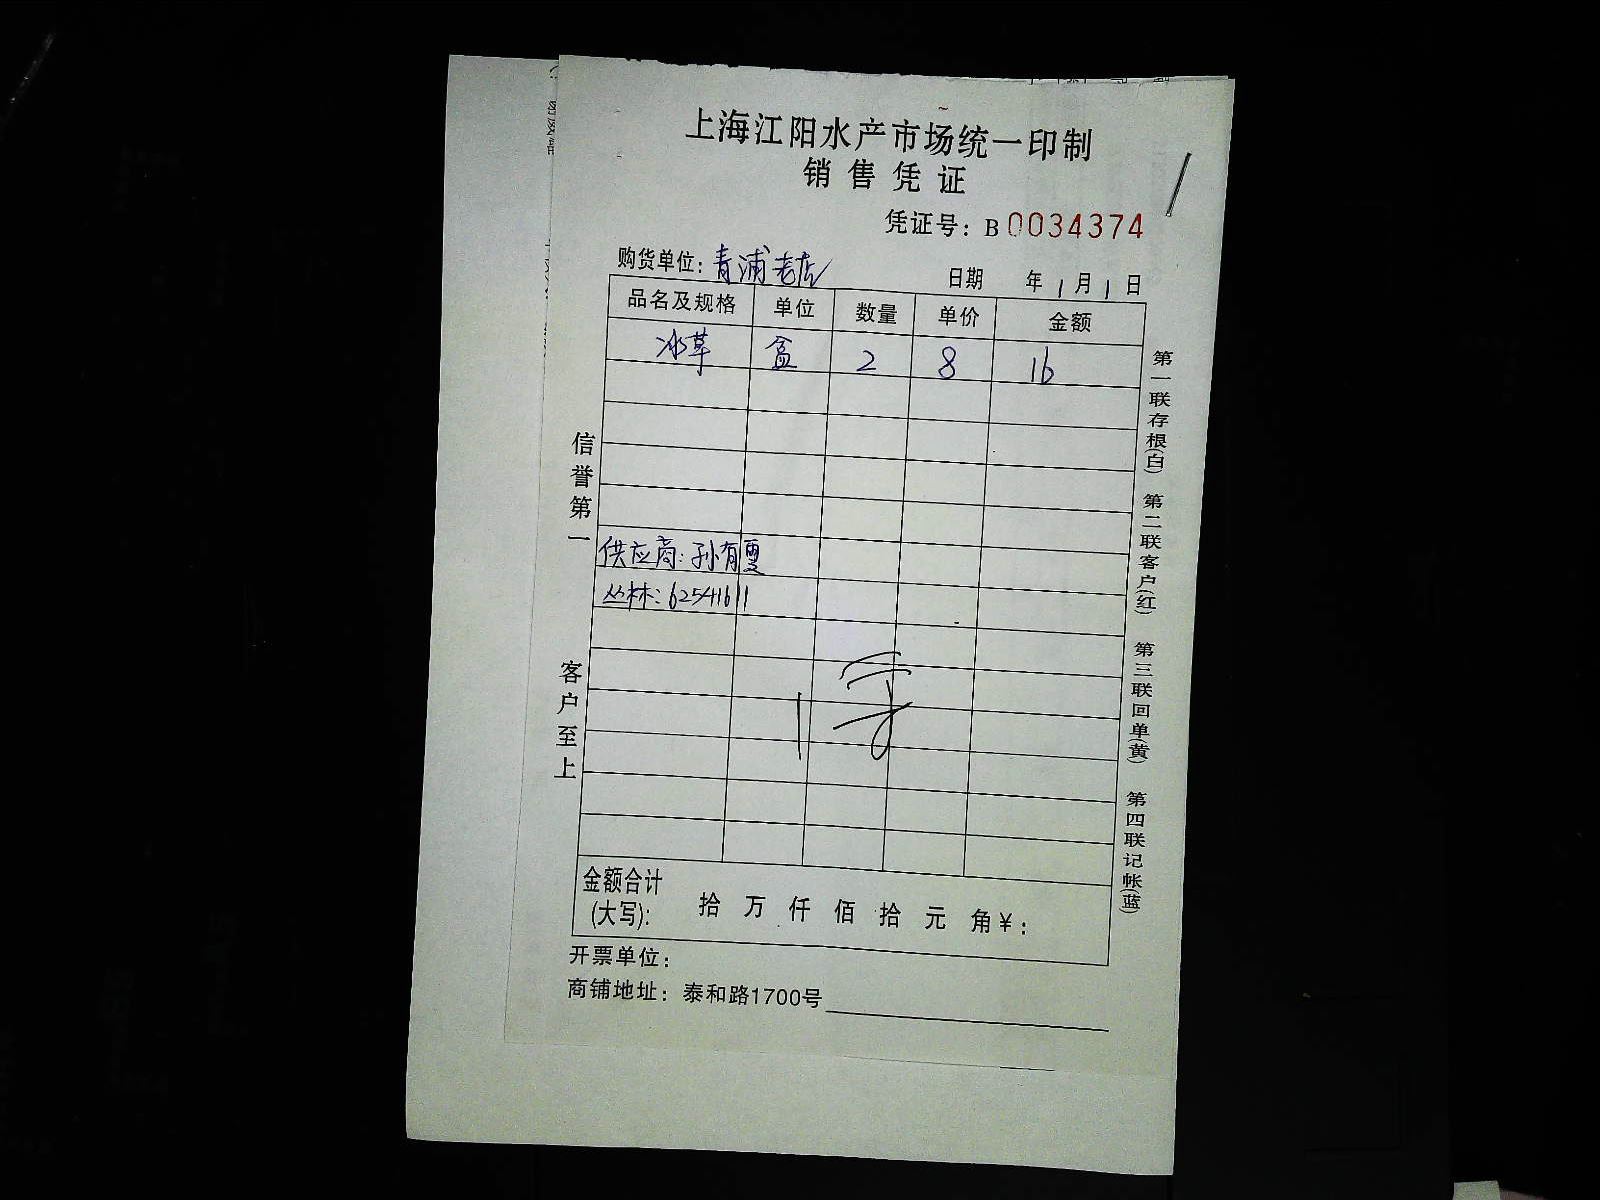 上海江阳水产市场统一印制
销售凭证
凭证号：B0034374
购货单位：青浦老店
日期 年1月1日
品名及规格 单位 数量 单价 金额
冰草 盒 2 8 16
供应商：孙有夏
丛林：62541611
金额合计
(大写)： 拾万仟佰拾元角￥：
开票单位：
商铺地址：泰和路1700号
信誉第一
客户至上
第一联存根(白)
第二联客户(红)
第三联回单(黄)
第四联记帐(蓝)